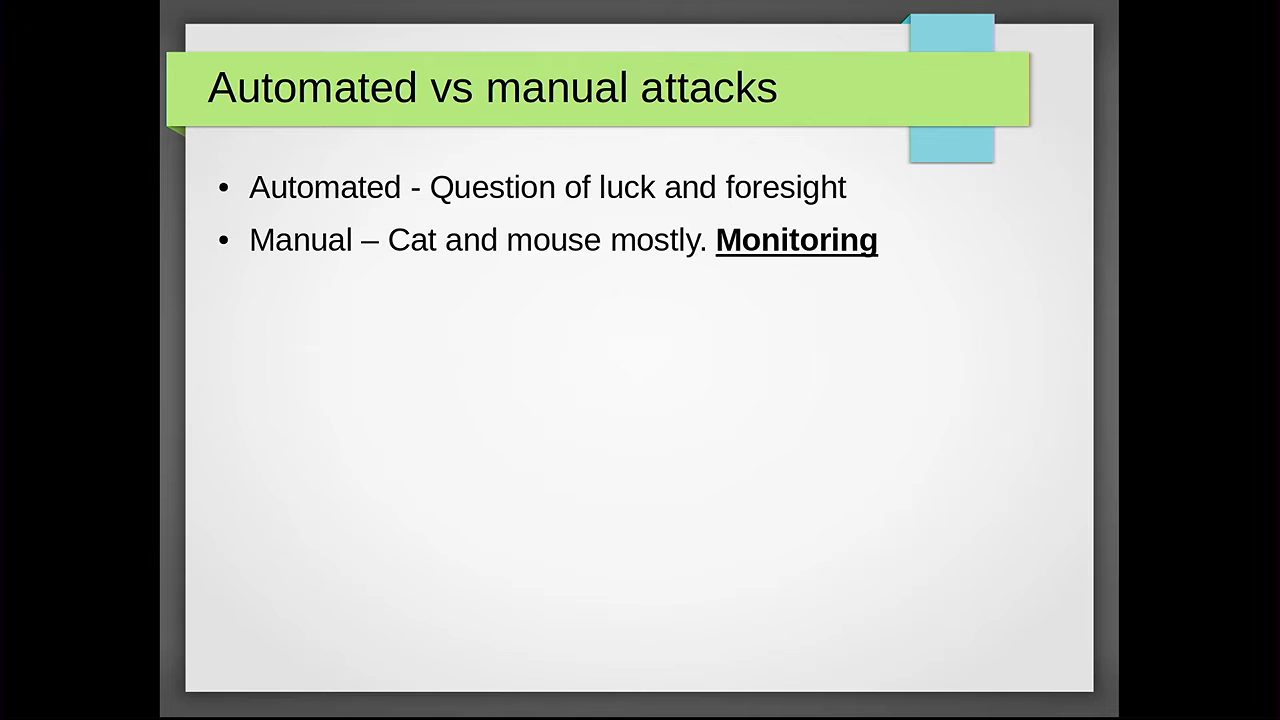 Automated vs manual attacks
• Automated - Question of luck and foresight
• Manual – Cat and mouse mostly. Monitoring